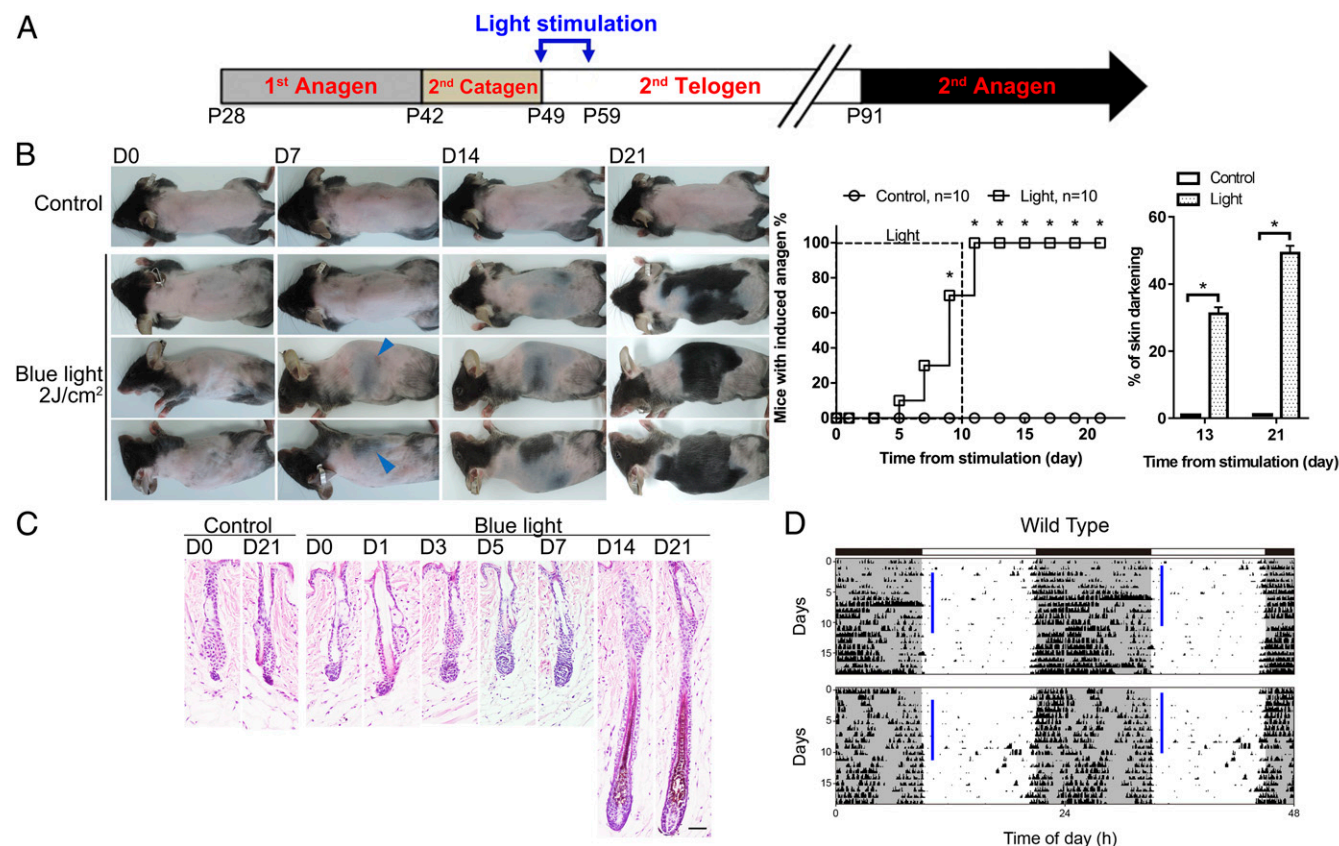 A
Light stimulation
1st Anagen
2nd Catagen
2nd Telogen
2nd Anagen
P28
P42
P49
P59
P91
B
D0
D7
D14
D21
Control
Blue light
2J/cm2
Control, n=10
Light, n=10
Mice with induced anagen %
Light
* * * * * * *
100
80
60
40
20
0
0 5 10 15 20
Time from stimulation (day)
Control
Light
% of skin darkening
60
40
20
0
*
*
13 21
Time from stimulation (day)
C
Control
Blue light
D0 D21 D0 D1 D3 D5 D7 D14 D21
D
Wild Type
Days
0
5
10
15
Days
0
5
10
15
0 24 48
Time of day (h)